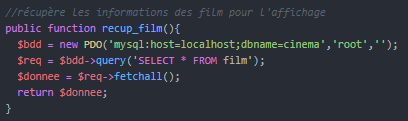 //récupère les informations des film pour l'affichage
public function recup_film(){
$bdd = new PDO('mysql:host=localhost;dbname=cinema','root','');
$req = $bdd->query('SELECT * FROM film');
$donnee = $req->fetchall();
return $donnee;
}